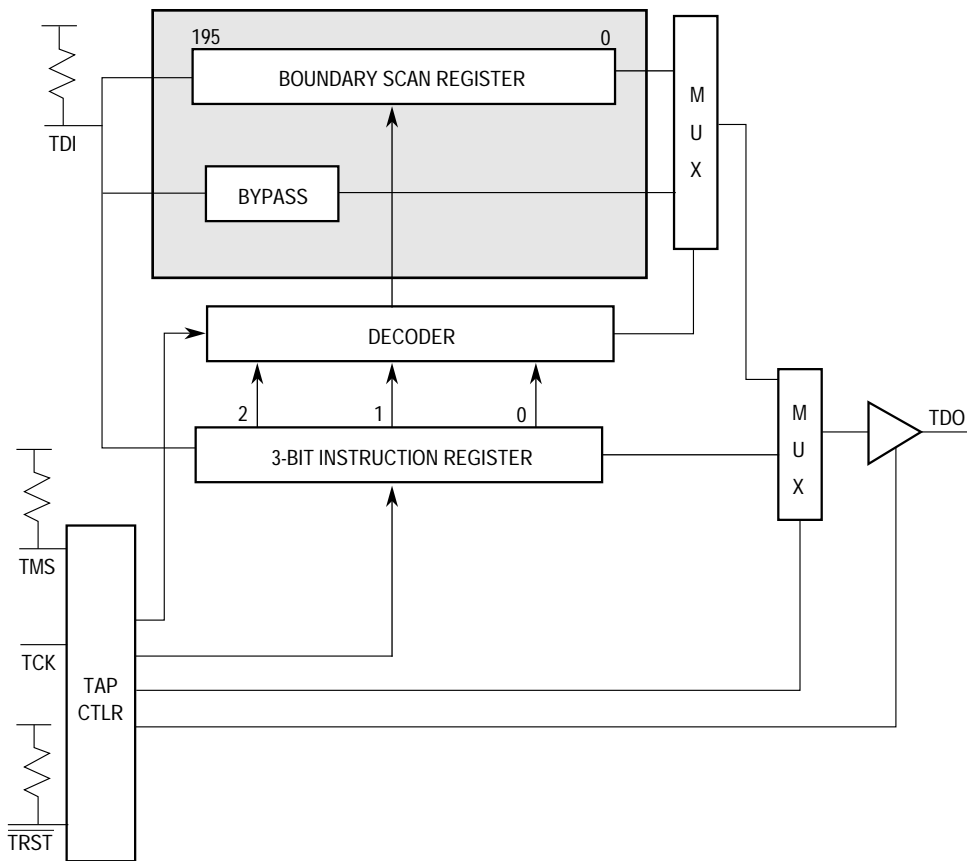 195 0
BOUNDARY SCAN REGISTER
M
U
X
TDI
BYPASS
DECODER
2 1 0
3-BIT INSTRUCTION REGISTER
M
U
X
TDO
TMS
TCK
TAP
CTLR
TRST